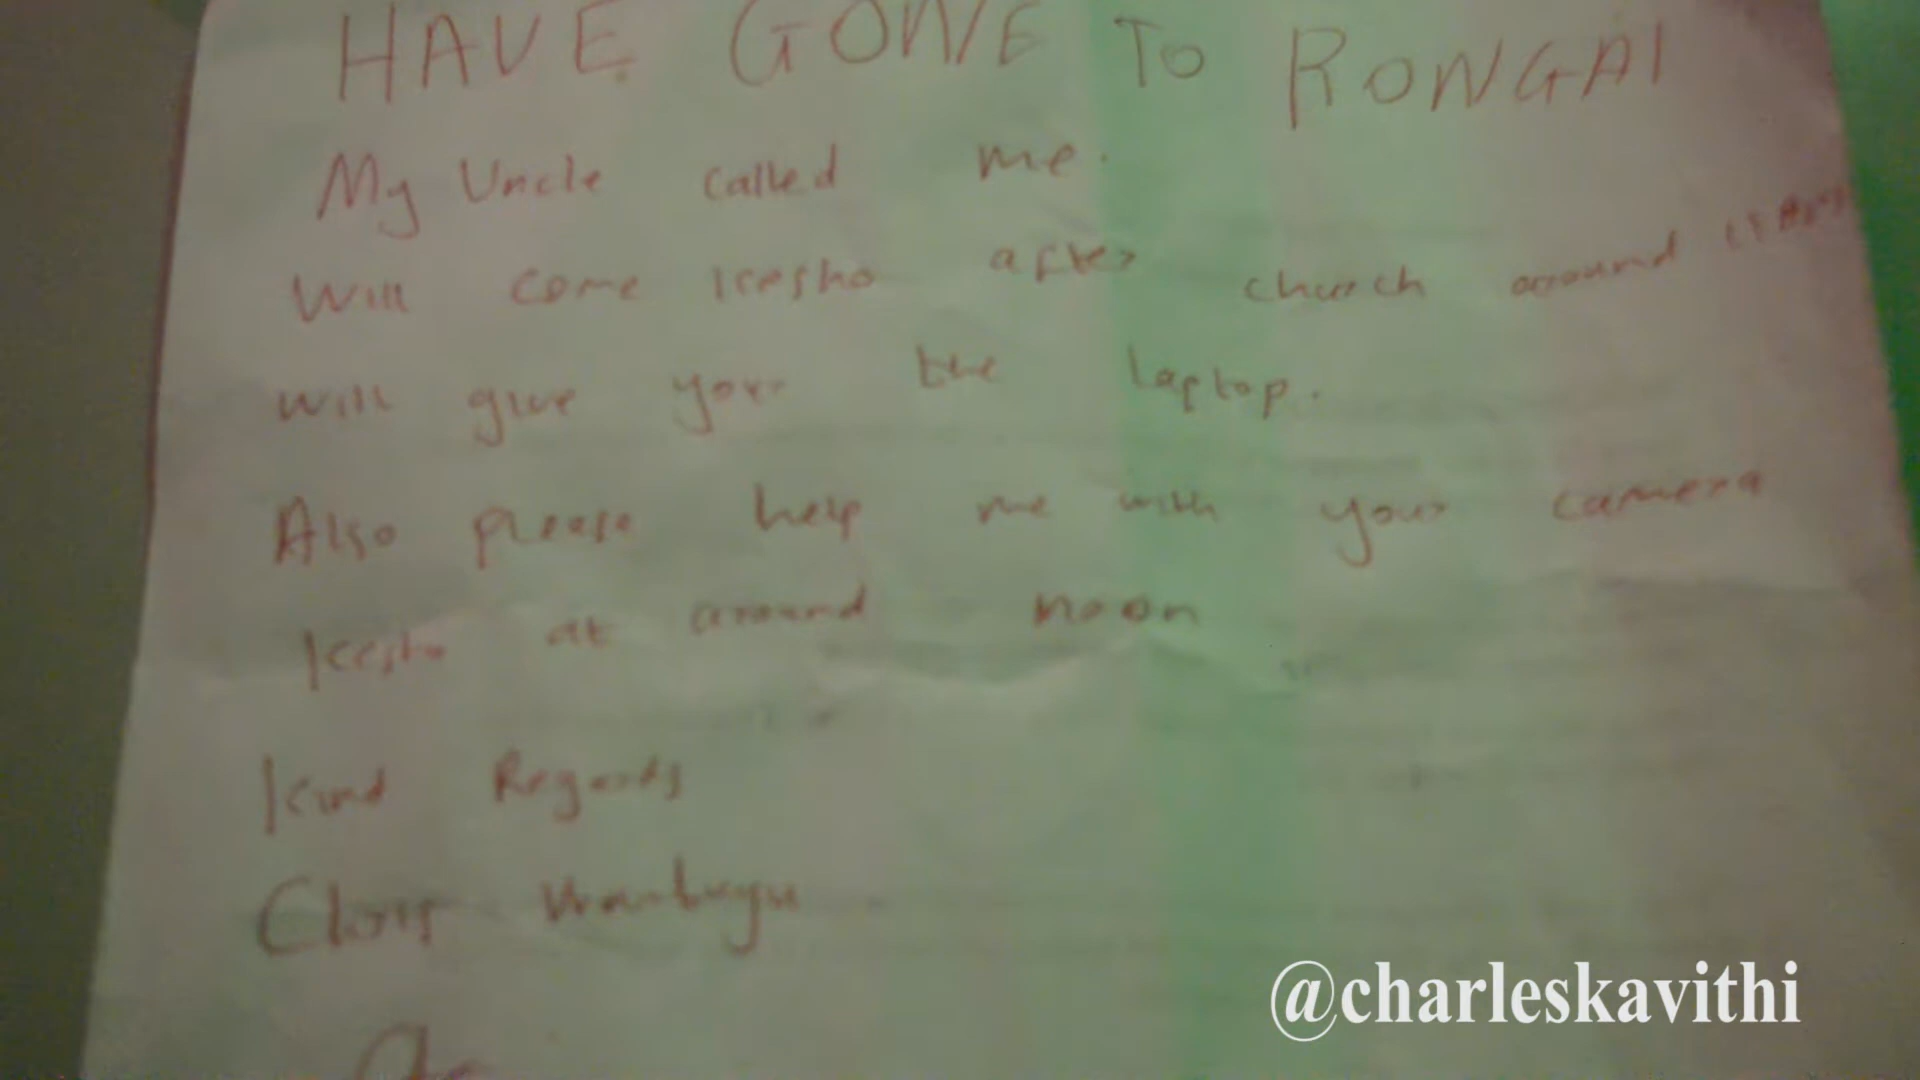 HAVE GONE TO RONGAI
My Uncle called me.
Will come kesho after church around
will give your the laptop.
Also please help me with your camera
kesho at around noon
Kind Regards
@charleskavithi